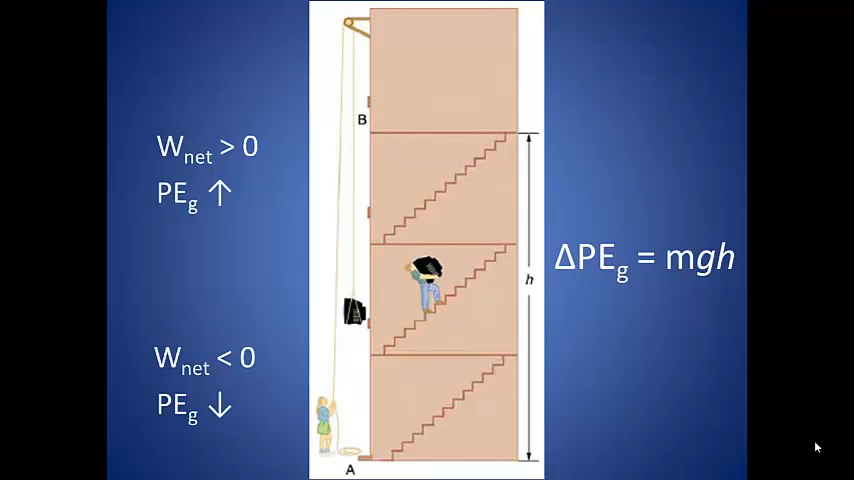 W_net > 0
PE_g ↑
W_net < 0
PE_g ↓
B
h
A
ΔPE_g = mgh